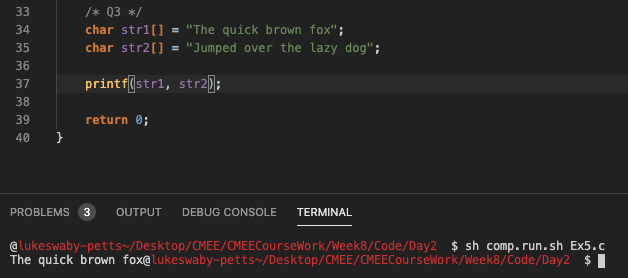 33 /* Q3 */
34 char str1[] = "The quick brown fox";
35 char str2[] = "Jumped over the lazy dog";
36
37 printf(str1, str2);
38
39 return 0;
40 }
PROBLEMS 3 OUTPUT DEBUG CONSOLE TERMINAL
@lukeswaby-petts~/Desktop/CMEE/CMEECourseWork/Week8/Code/Day2 $ sh comp.run.sh Ex5.c
The quick brown fox@lukeswaby-petts~/Desktop/CMEE/CMEECourseWork/Week8/Code/Day2 $